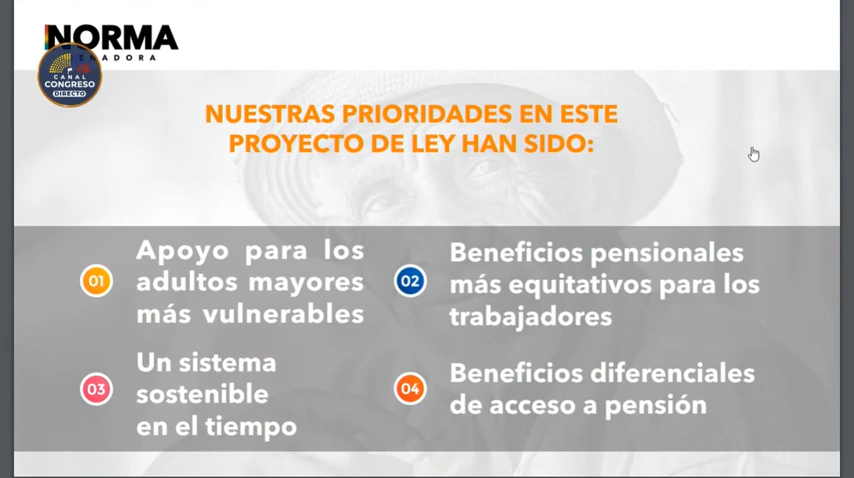 NORMA
ENADORA
CANAL
CONGRESO
DIRECTO
NUESTRAS PRIORIDADES EN ESTE
PROYECTO DE LEY HAN SIDO:
01
Apoyo para los
adultos mayores
más vulnerables
02
Beneficios pensionales
más equitativos para los
trabajadores
03
Un sistema
sostenible
en el tiempo
04
Beneficios diferenciales
de acceso a pensión